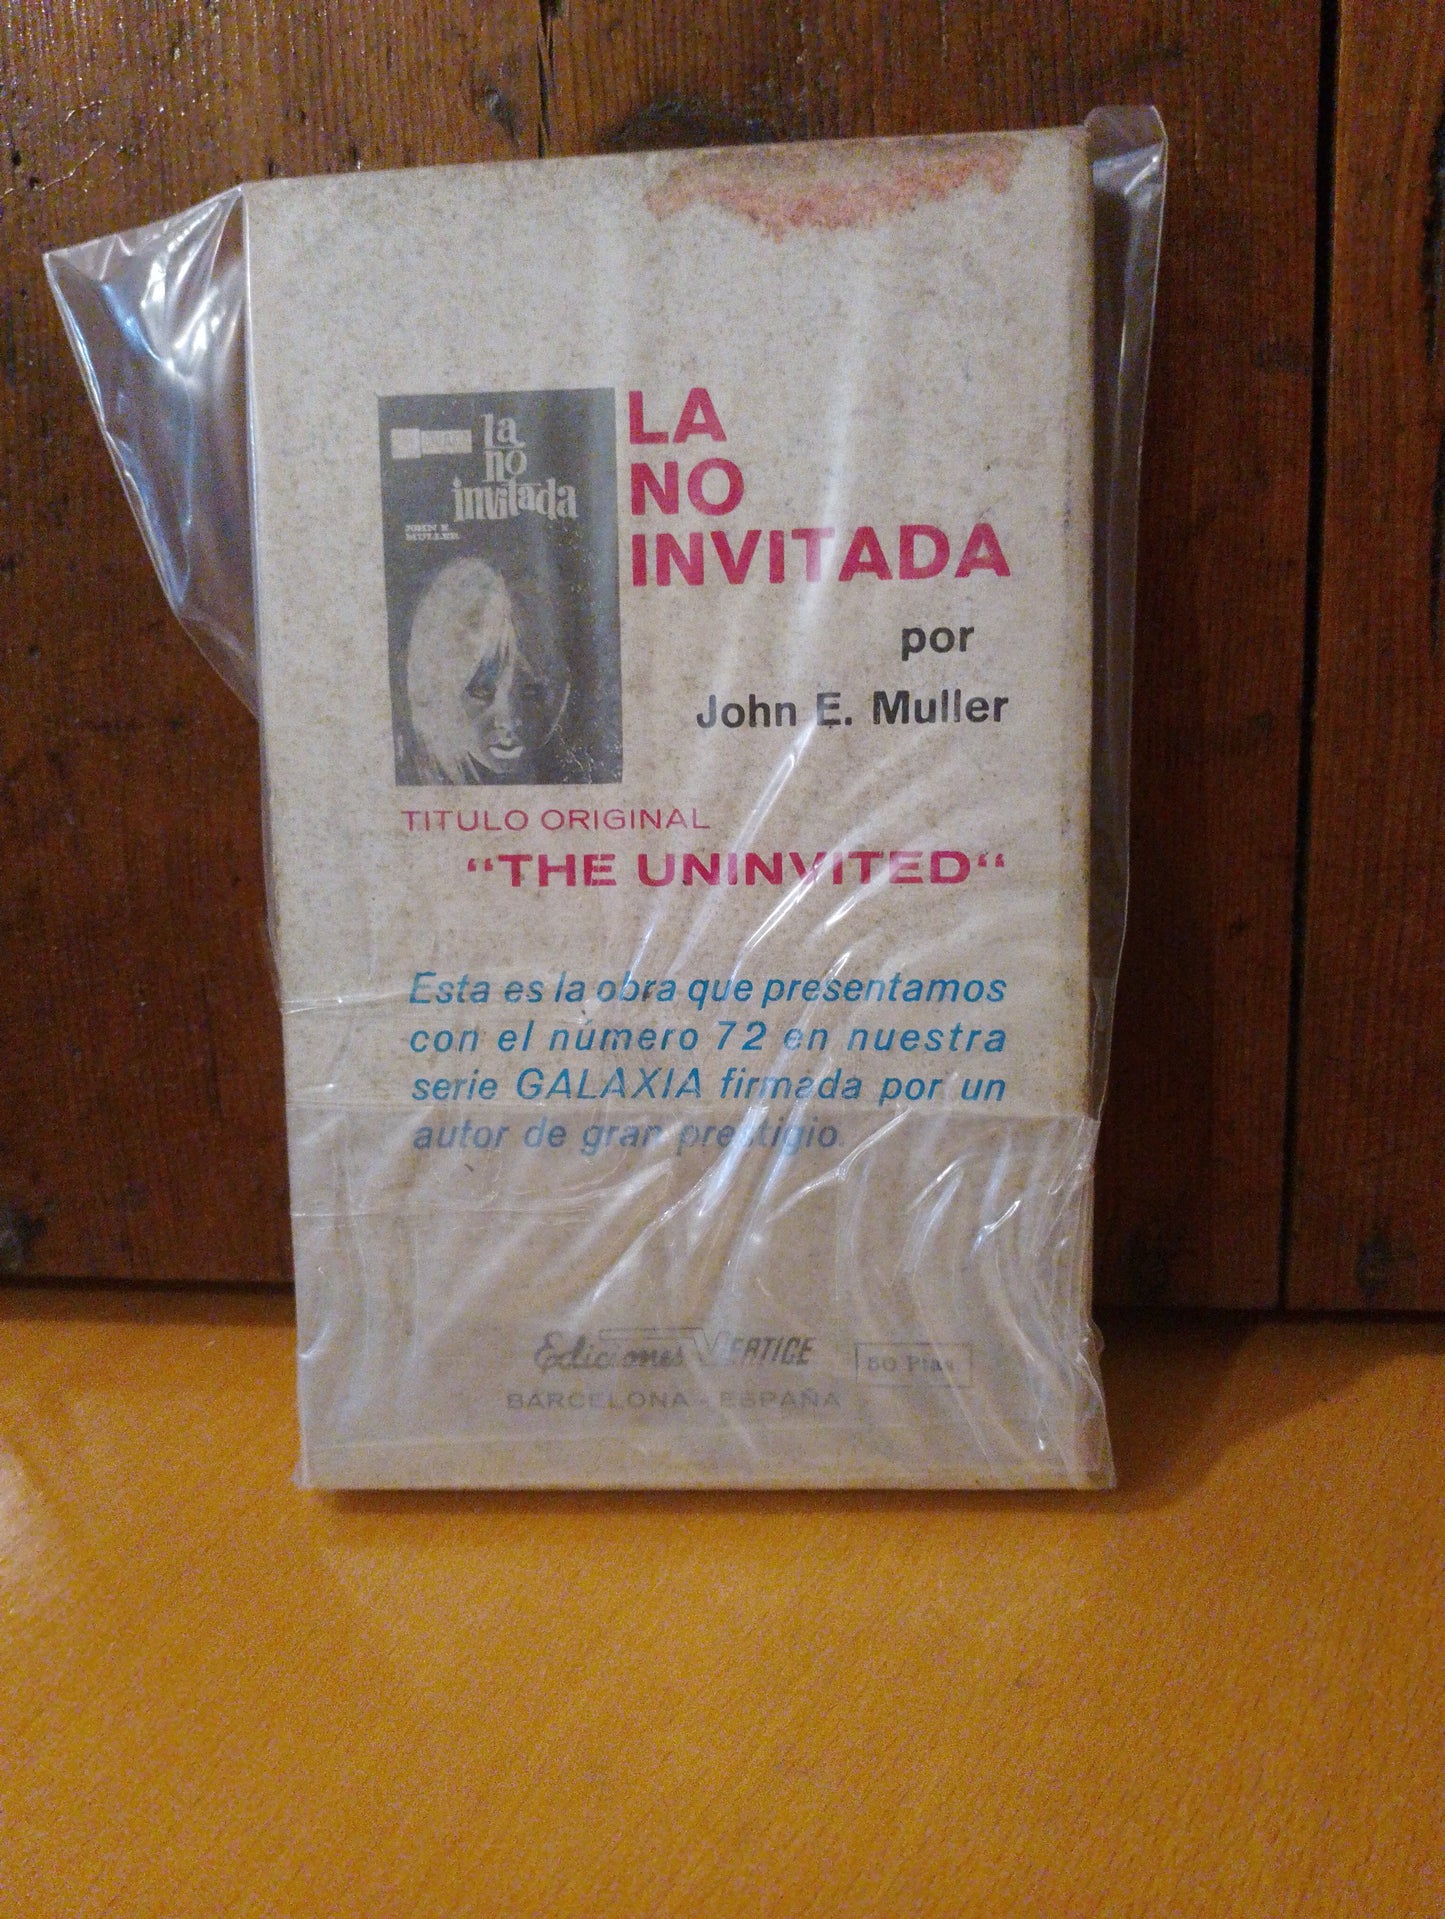 la
no
invitada
JOHN E.
MULLER
LA
NO
INVITADA
por
John E. Muller
TITULO ORIGINAL
“THE UNINVITED“
Esta es la obra que presentamos
con el número 72 en nuestra
serie GALAXIA firmada por un
autor de gran prestigio.
Ediciones VERTICE
50 Ptas.
BARCELONA - ESPAÑA